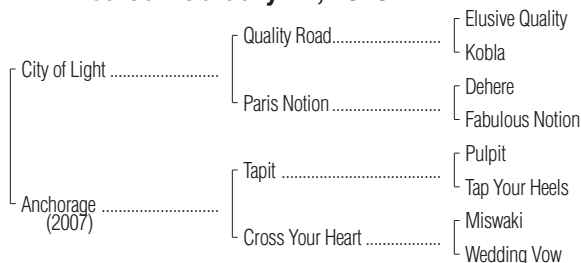 Elusive Quality
Quality Road
Kobla
City of Light
Dehere
Paris Notion
Fabulous Notion
Pulpit
Tapit
Tap Your Heels
Anchorage
(2007)
Miswaki
Cross Your Heart
Wedding Vow